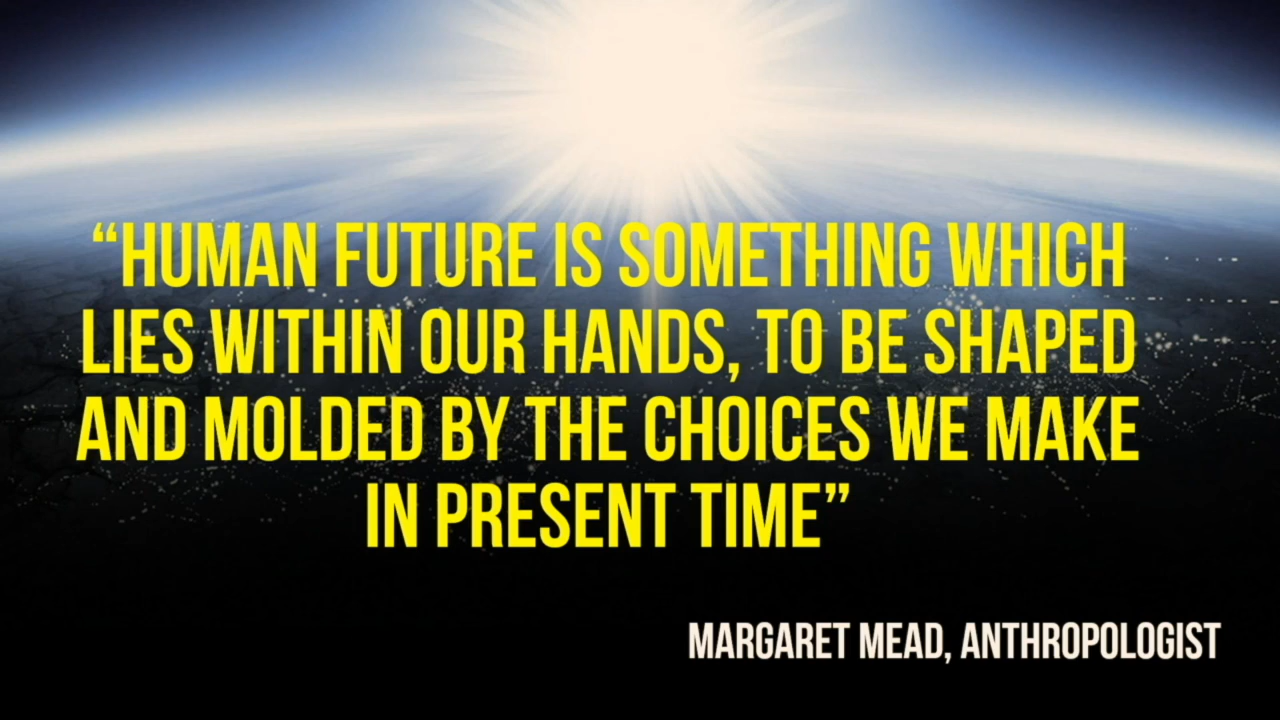 “HUMAN FUTURE IS SOMETHING WHICH
LIES WITHIN OUR HANDS, TO BE SHAPED
AND MOLDED BY THE CHOICES WE MAKE
IN PRESENT TIME”
MARGARET MEAD, ANTHROPOLOGIST